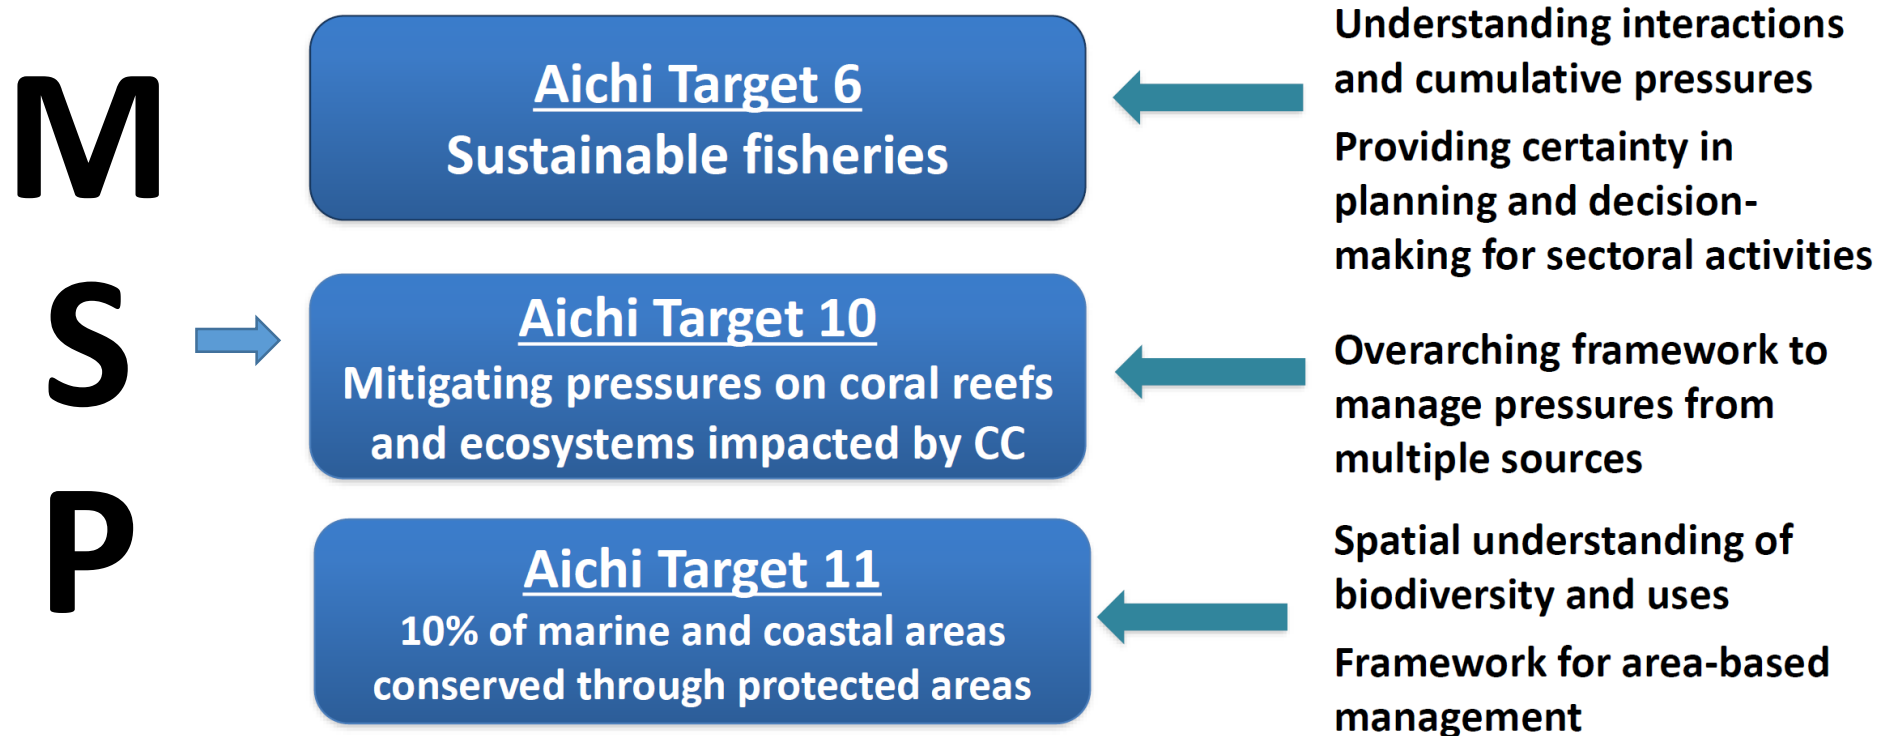 M
S
P
Aichi Target 6
Sustainable fisheries
Understanding interactions
and cumulative pressures
Providing certainty in
planning and decision-
making for sectoral activities
Aichi Target 10
Mitigating pressures on coral reefs
and ecosystems impacted by CC
Overarching framework to
manage pressures from
multiple sources
Aichi Target 11
10% of marine and coastal areas
conserved through protected areas
Spatial understanding of
biodiversity and uses
Framework for area-based
management